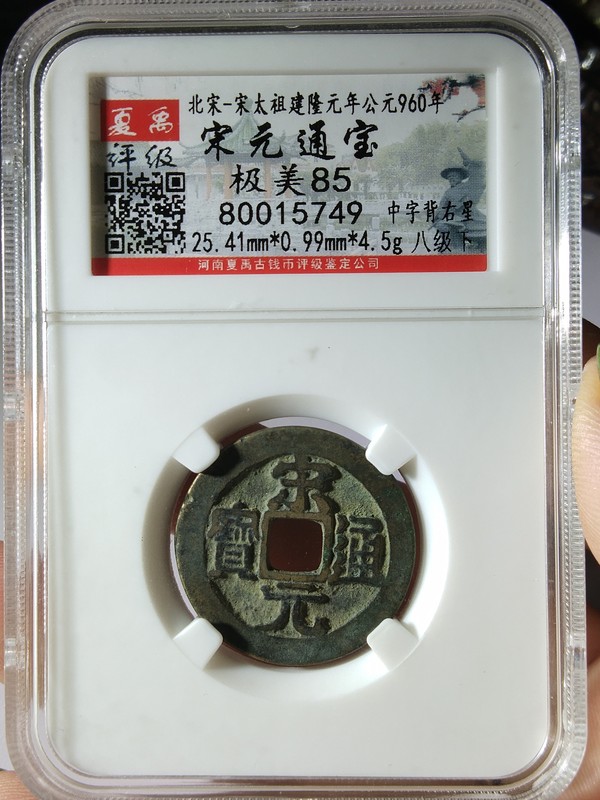 夏禹
评级
北宋-宋太祖建隆元年公元960年
宋元通宝
极美85
80015749 中字背右星
25.41mm*0.99mm*4.5g 八级下
河南夏禹古钱币评级鉴定公司
宋元通寶